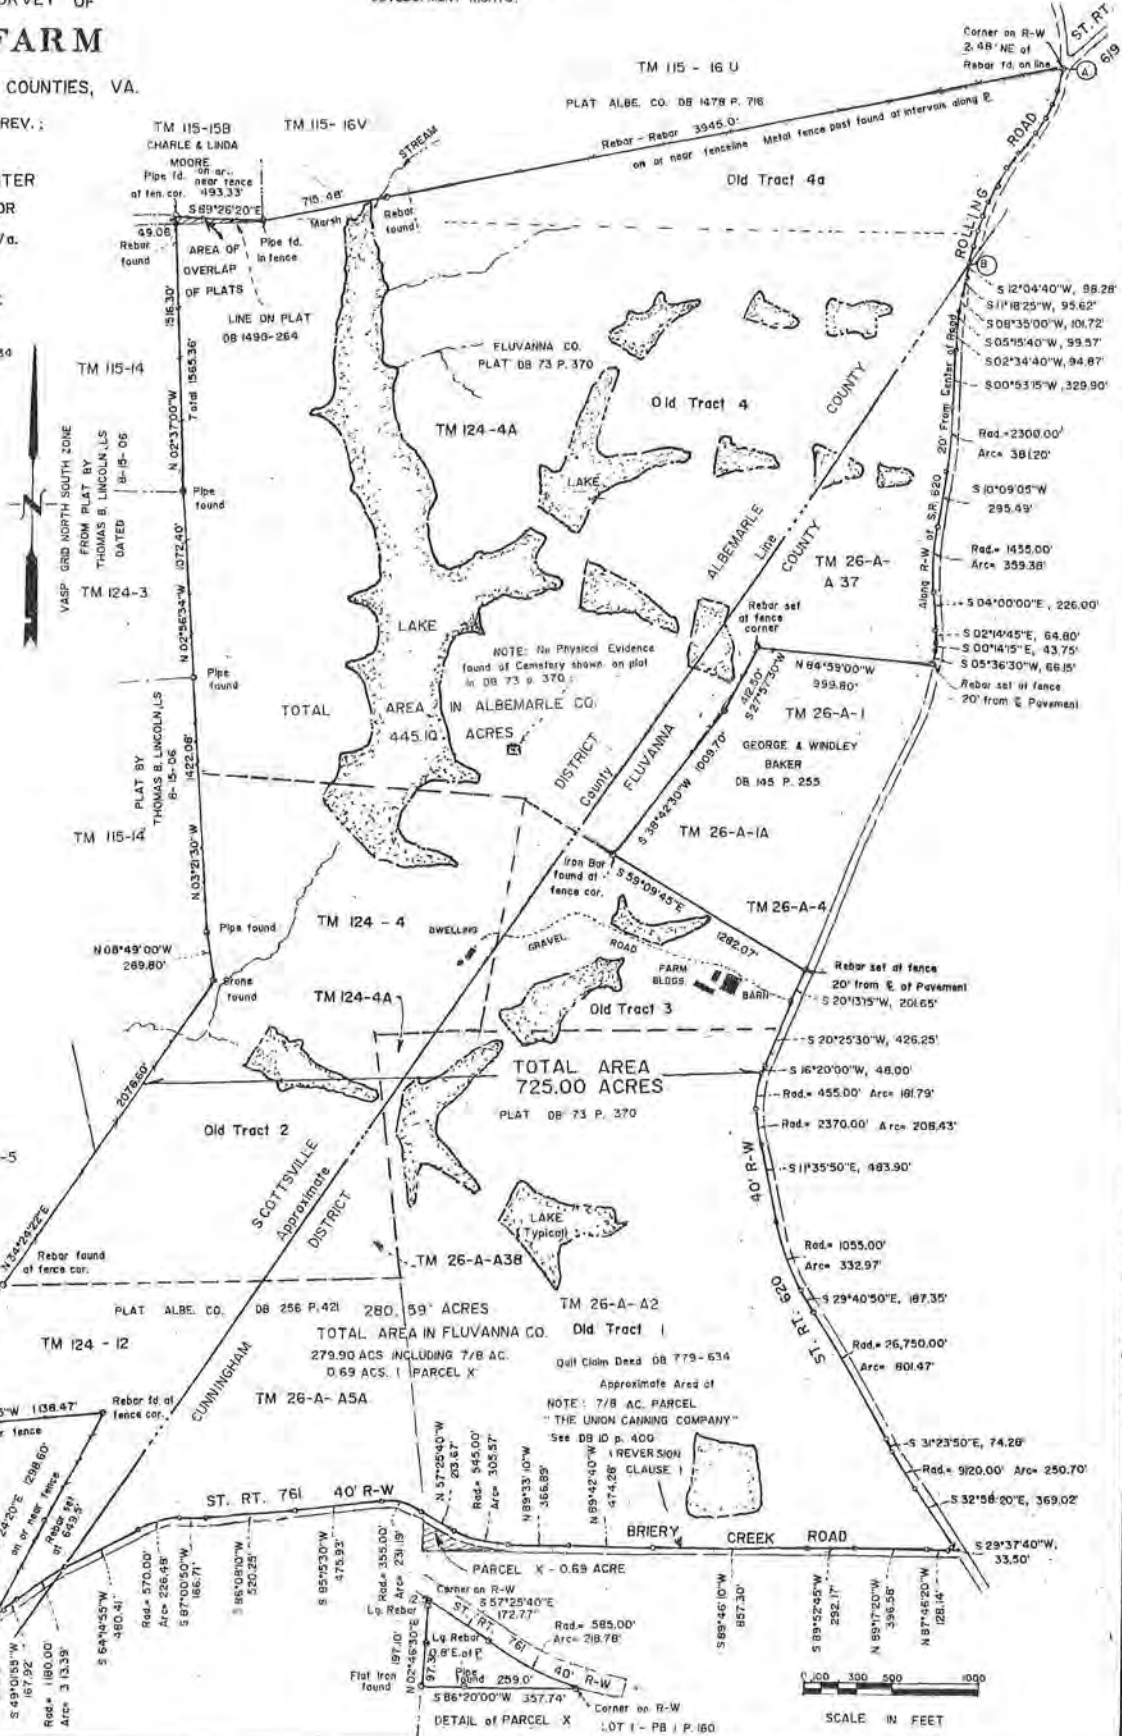 SURVEY OF
FARM
COUNTIES, VA.
REV.:
DEVELOPMENT RIGHTS.
TM 115-15B
CHARLE & LINDA
MOORE
TM 115-16V
TM 115 - 16 U
PLAT ALBE. CO. DB 1478 P. 716
Corner on R-W
2.48' NE of
Rebar fd. on line
ST. RT. 619
A
Pipe fd. on or
near fence
at fen. cor.
493.33'
S 89°26'20"E
715.48'
STREAM
Marsh
Rebar
found
Rebar - Rebar 3945.0'
on or near fenceline Metal fence post found at intervals along
Old Tract 4a
ROLLING ROAD
B
49.06
Rebar
found
AREA OF
OVERLAP
OF PLATS
Pipe fd.
in fence
LINE ON PLAT
DB 1490-264
1516.30'
Total 1565.36'
N 02°37'00"W
TM 115-14
VASP GRID NORTH SOUTH ZONE
FROM PLAT BY
THOMAS B. LINCOLN, LS
DATED 8-15-06
N
FLUVANNA CO.
PLAT DB 73 P. 370
TM 124-4A
Old Tract 4
LAKE
S 12°04'40"W, 98.28'
S 11°18'25"W, 95.62'
S 08°35'00"W, 101.72'
S 05°15'40"W, 99.57'
S 02°34'40"W, 94.87'
S 00°53'15"W, 329.90'
Rad.=2300.00'
Arc= 381.20'
S 10°09'05"W
295.49'
Rad.= 1455.00'
Arc= 359.38'
S 04°00'00"E, 226.00'
S 02°14'45"E, 64.80'
S 00°14'15"E, 43.75'
S 05°36'30"W, 66.15'
Rebar set at fence
20' from Pavement
Along R-W of S.R. 620 20' From Center of Road
Pipe
found
N 02°56'34"W 1072.40'
TM 124-3
ALBEMARLE COUNTY
Line
COUNTY
TM 26-A-
A 37
Rebar set
at fence
corner
N 84°59'00"W
999.80'
412.50'
S 27°57'30"W
LAKE
NOTE: No Physical Evidence
found of Cemetery shown on plat
in DB 73 p. 370
Pipe
found
TOTAL AREA IN ALBEMARLE CO.
445.10 ACRES
TM 26-A-1
GEORGE & WINDLEY
BAKER
DB 145 P. 255
S 38°42'30"W 1009.70'
TM 26-A-1A
DISTRICT
County
FLUVANNA
PLAT BY
THOMAS B. LINCOLN, LS
8-15-06
1422.08'
N 03°21'30"W
TM 115-14
Iron Bar
found at
fence cor.
S 59°09'45"E
1282.07'
TM 26-A-4
Pipe found
N 08°49'00"W
269.80'
Stone
found
TM 124 - 4
DWELLING
GRAVEL ROAD
FARM
BLDGS.
BARN
Rebar set at fence
20' from of Pavement
S 20°13'15"W, 201.65'
TM 124-4A
Old Tract 3
S 20°25'30"W, 426.25'
S 16°20'00"W, 48.00'
Rad.= 455.00' Arc= 181.79'
Rad.= 2370.00' Arc= 208.43'
S 11°35'50"E, 483.90'
40' R-W
TOTAL AREA
725.00 ACRES
PLAT DB 73 P. 370
2076.60'
N 34°24'22"E
Old Tract 2
SCOTTSVILLE
Approximate
DISTRICT
LAKE
(Typical)
Rad.= 1055.00'
Arc= 332.97'
ST. RT. 620
S 29°40'50"E, 187.35'
Rebar found
at fence cor.
TM 26-A-A38
PLAT ALBE. CO. DB 256 P. 421
280.59 ACRES
TM 26-A-A2
Old Tract 1
TOTAL AREA IN FLUVANNA CO.
279.90 ACS INCLUDING 7/8 AC.
0.69 ACS. ( PARCEL X
Quit Claim Deed DB 779-634
Rad.= 26,750.00'
Arc= 801.47'
TM 124 - 12
CUNNINGHAM
TM 26-A- A5A
Approximate Area of
NOTE: 7/8 AC. PARCEL
" THE UNION CANNING COMPANY"
See DB 10 p. 400
( REVERSION
CLAUSE )
1138.47'
Rebar fd. at
fence cor.
24'20"E 1298.60'
on or near fence
Rebar set
at 649.5'
S 31°23'50"E, 74.28'
Rad.= 9120.00' Arc= 250.70'
S 32°58'20"E, 369.02'
S 29°37'40"W,
33.50'
ST. RT. 761 40' R-W
BRIERY CREEK ROAD
N 57°25'40"W
213.67'
Rad.= 545.00'
Arc= 305.57'
N 89°33'10"W
366.89'
N 89°42'40"W
474.28'
PARCEL X - 0.69 ACRE
S 49°01'55"W
167.92'
Rad.= 1180.00'
Arc= 313.39'
S 64°14'55"W
480.41'
Rad.= 570.00'
Arc= 226.48'
S 87°00'50"W
166.71'
S 86°08'10"W
520.25'
S 85°15'30"W
475.93'
Rad.= 355.00'
Arc= 231.19'
S 89°46'10"W
857.30'
S 89°52'45"W
292.17'
N 89°17'20"W
396.58'
N 87°46'20"W
128.14'
Corner on R-W
S 57°25'40"E
172.77'
Lg. Rebar
ST. RT. 761
Rad.= 585.00'
Arc= 218.78'
Lg. Rebar
0.8' E. of
197.10'
N 02°46'30"E
97.30
Flat Iron
found
Pipe
found
259.0'
40' R-W
S 86°20'00"W 357.74'
Corner on R-W
DETAIL of PARCEL X
LOT 1 - PB 1 P. 160
0 100 300 500 1000
SCALE IN FEET